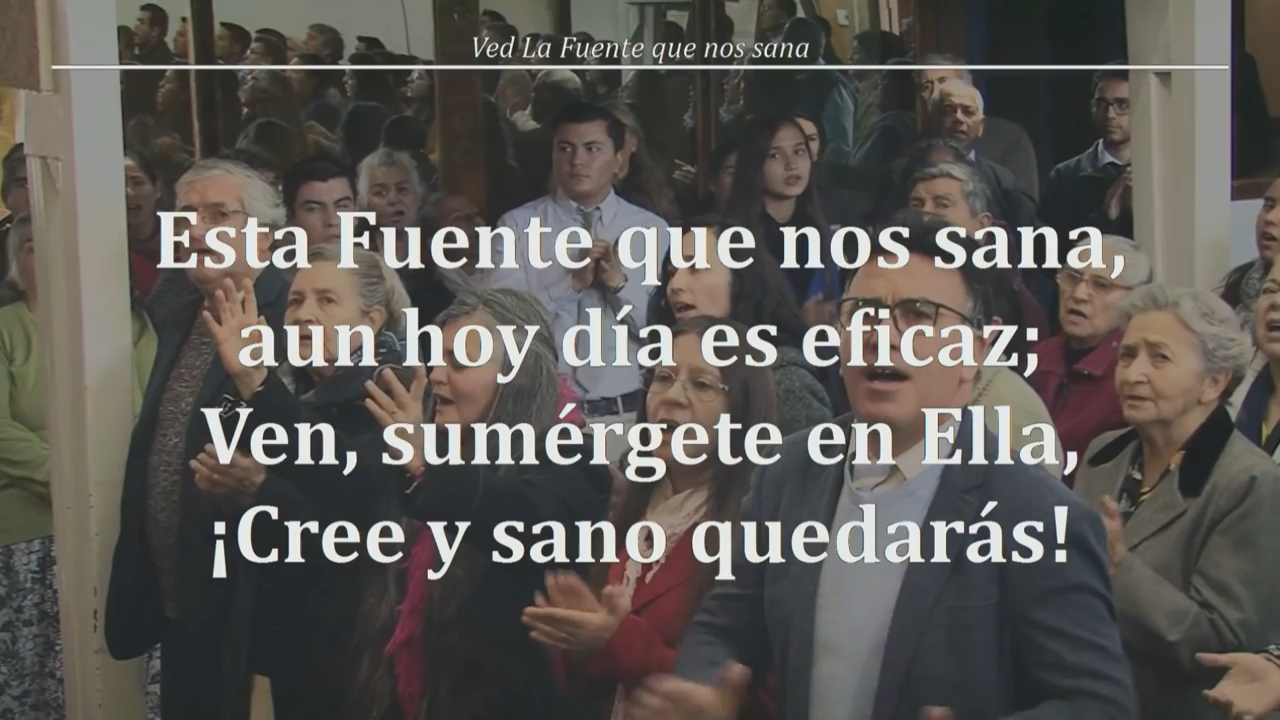 Ved La Fuente que nos sana
Esta Fuente que nos sana,
aun hoy día es eficaz;
Ven, sumérgete en Ella,
¡Cree y sano quedarás!